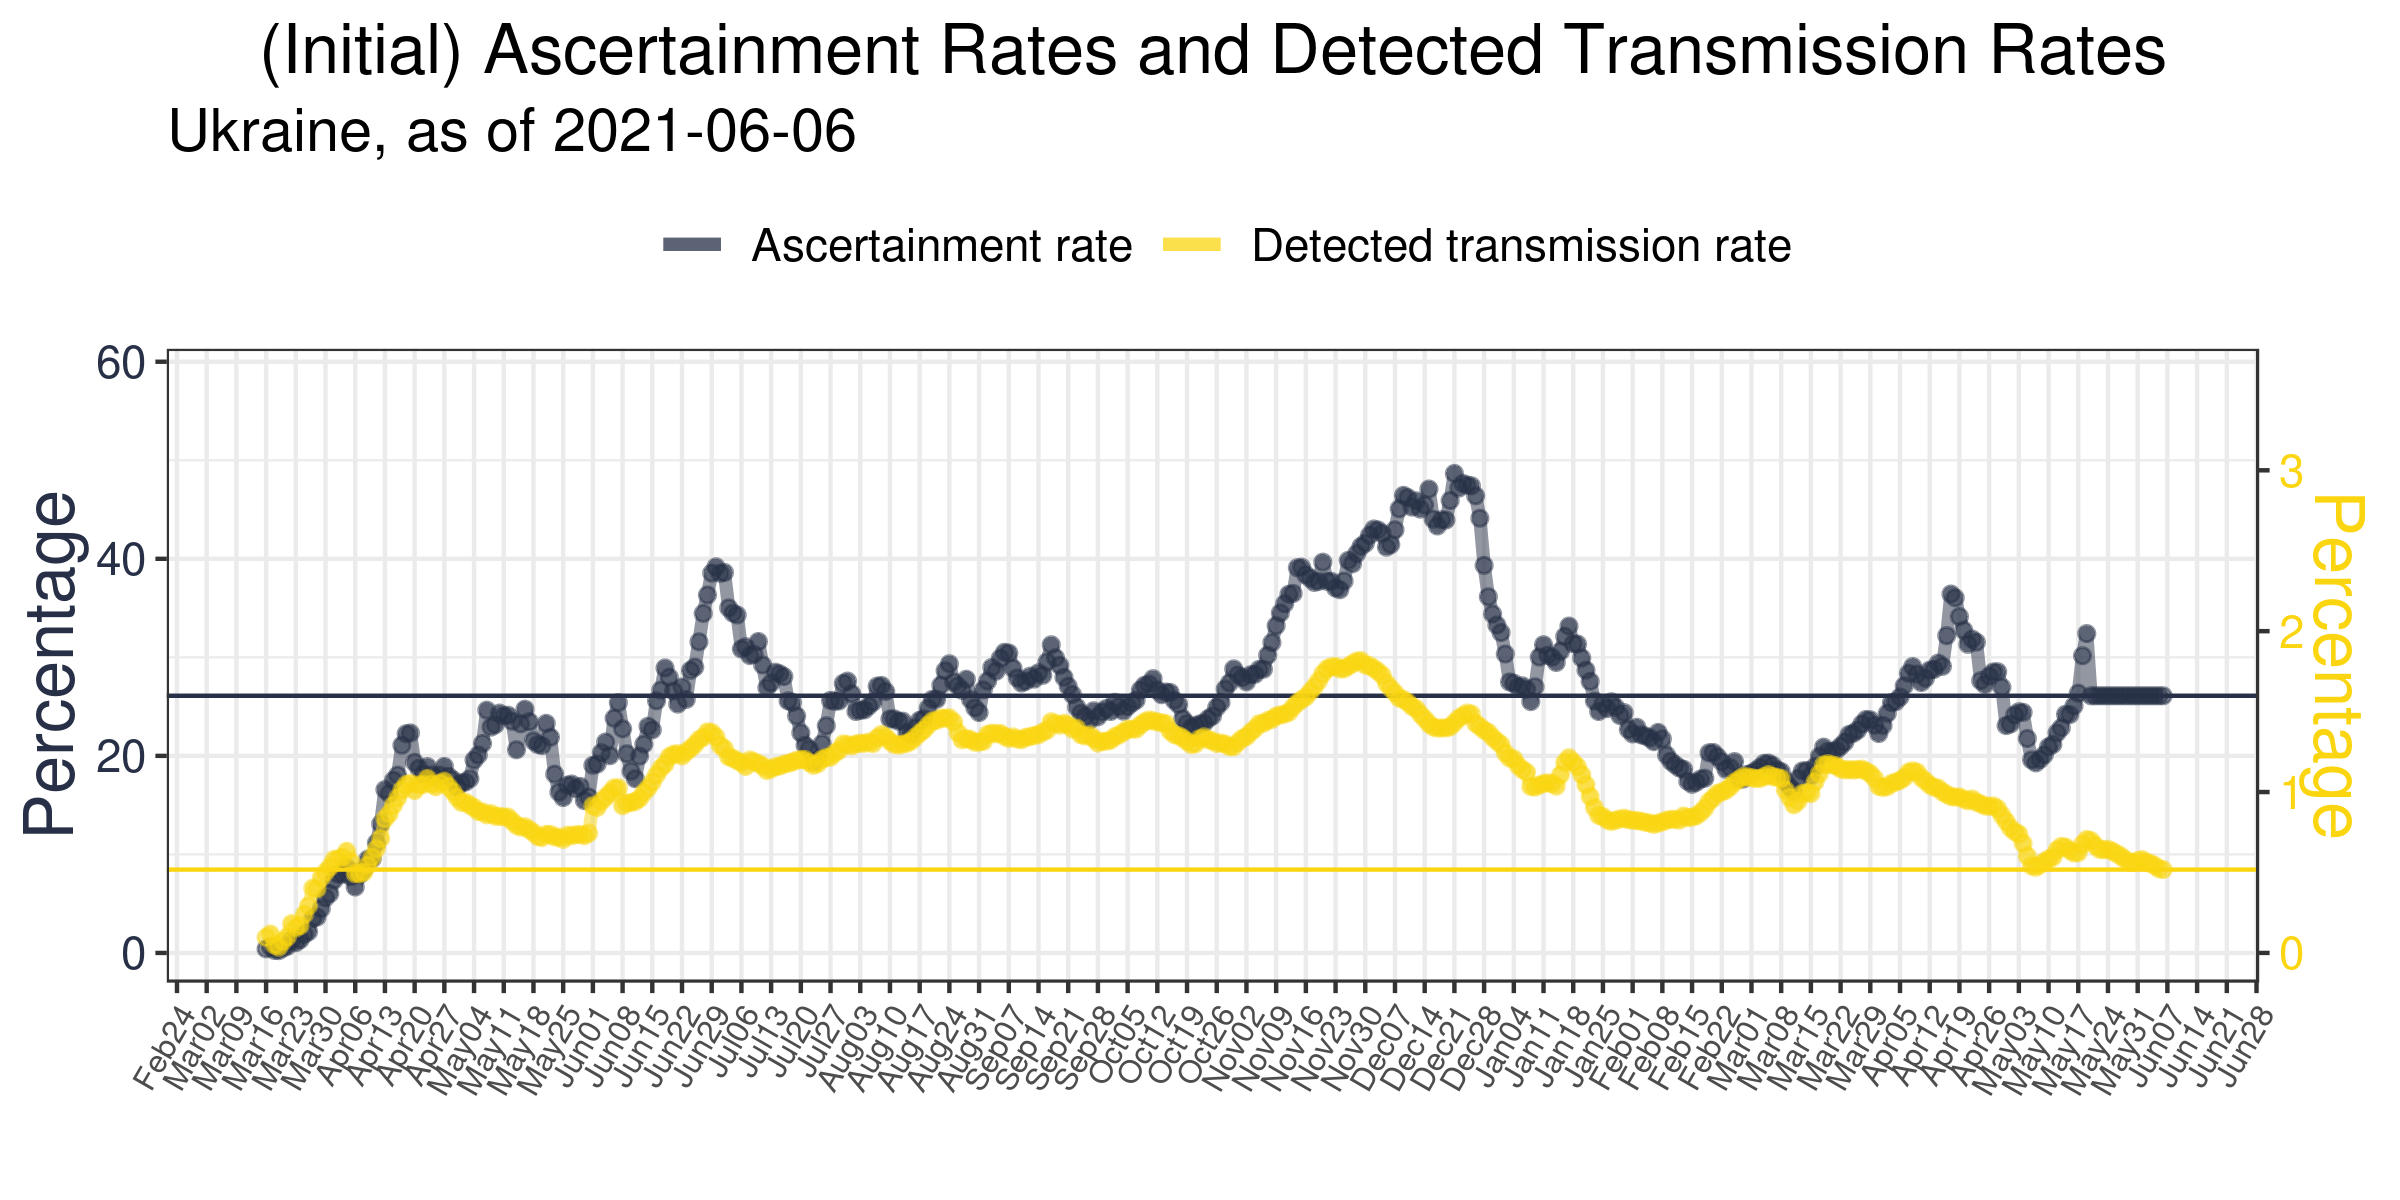 (Initial) Ascertainment Rates and Detected Transmission Rates
Ukraine, as of 2021-06-06
Ascertainment rate
Detected transmission rate
Percentage
60
40
20
0
3
2
1
0
Percentage
Feb24
Mar02
Mar09
Mar16
Mar23
Mar30
Apr06
Apr13
Apr20
Apr27
May04
May11
May18
May25
Jun01
Jun08
Jun15
Jun22
Jun29
Jul06
Jul13
Jul20
Jul27
Aug03
Aug10
Aug17
Aug24
Aug31
Sep07
Sep14
Sep21
Sep28
Oct05
Oct12
Oct19
Oct26
Nov02
Nov09
Nov16
Nov23
Nov30
Dec07
Dec14
Dec21
Dec28
Jan04
Jan11
Jan18
Jan25
Feb01
Feb08
Feb15
Feb22
Mar01
Mar08
Mar15
Mar22
Mar29
Apr05
Apr12
Apr19
Apr26
May03
May10
May17
May24
May31
Jun07
Jun14
Jun21
Jun28